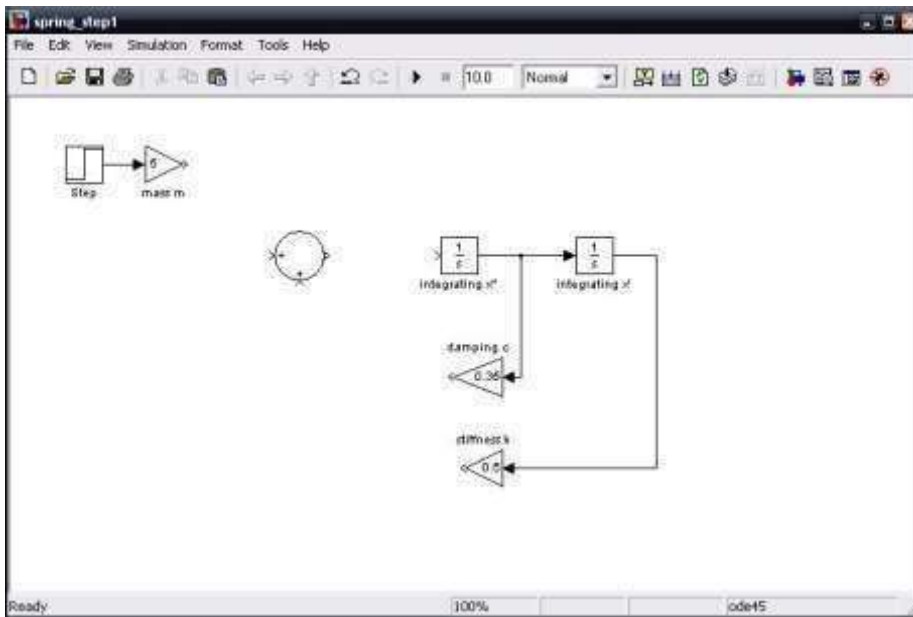 spring_step1
File Edit View Simulation Format Tools Help
10.0 Normal
6
Step mass m
+
+
1
s
1
s
integrating x'' integrating x'
damping c
0.35
stiffness k
0.5
Ready 100% ode45